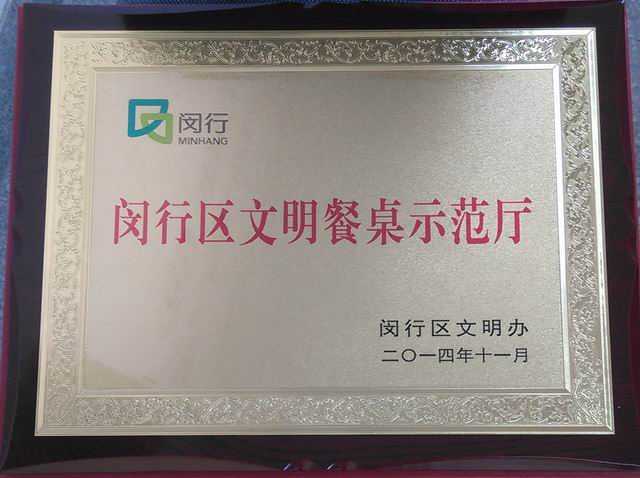 闵行
MINHANG
闵行区文明餐桌示范厅
闵行区文明办
二〇一四年十一月